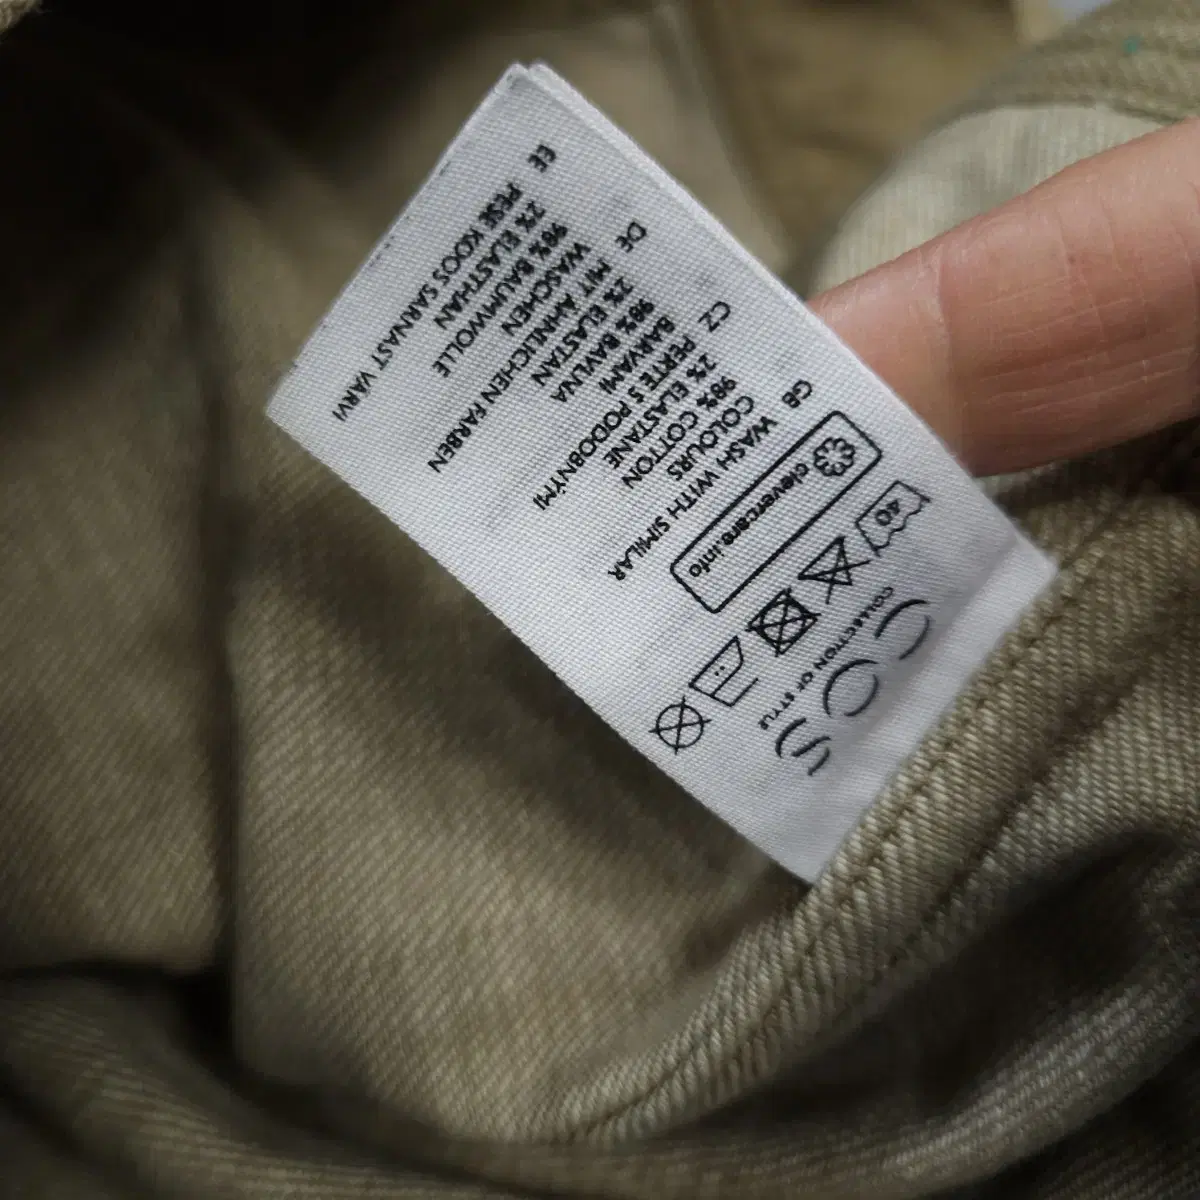 COS
COLLECTION OF STYLE
40
clevercare.info
GB WASH WITH SIMILAR
COLOURS
98% COTTON
2% ELASTANE
CZ PERTE S PODOBNÝMI
BARVAMI
98% BAVLNA
2% ELASTAN
DE MIT ÄHNLICHEN FARBEN
WASCHEN
98% BAUMWOLLE
2% ELASTHAN
EE PESE KOOS SARNAST VÄRVI